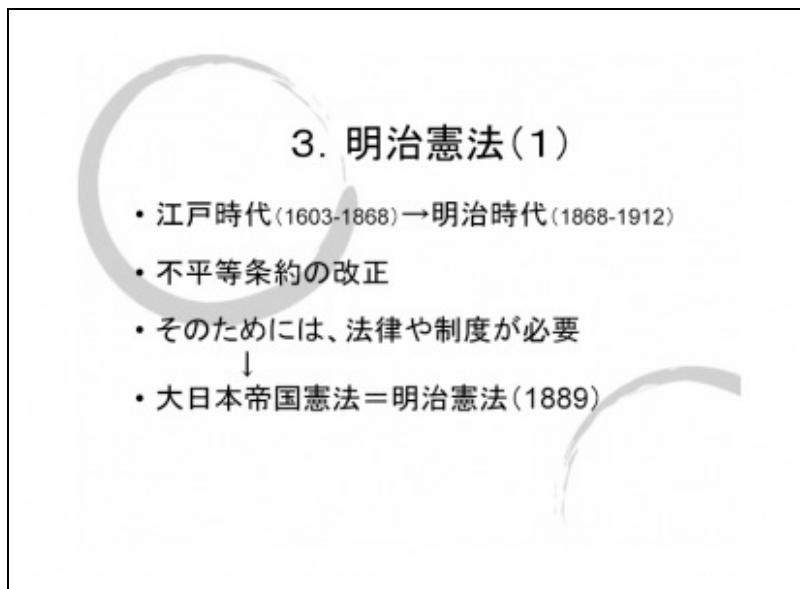 3. 明治憲法(1)
• 江戸時代(1603-1868)→明治時代(1868-1912)
• 不平等条約の改正
• そのためには、法律や制度が必要
↓
• 大日本帝国憲法＝明治憲法(1889)